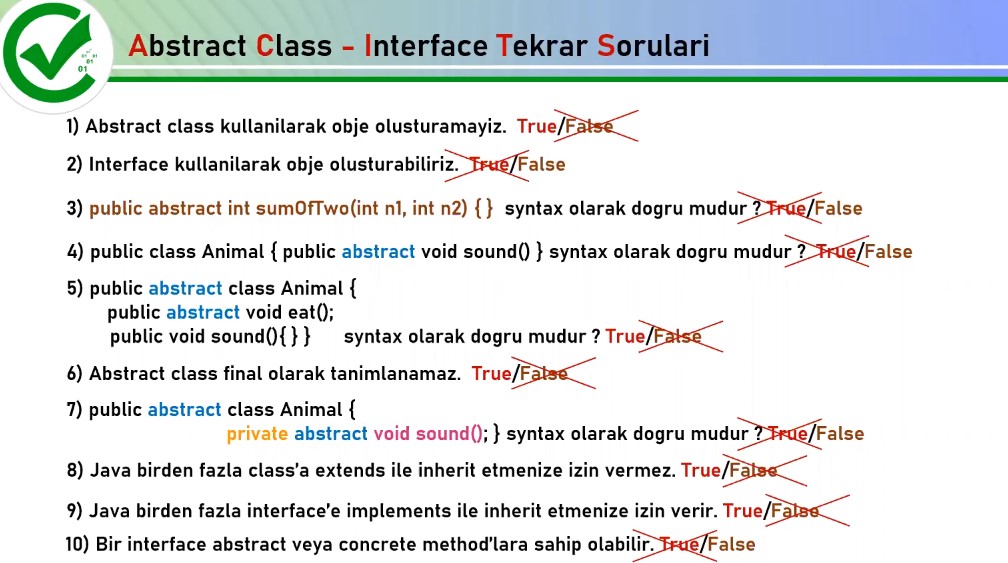 Abstract Class - Interface Tekrar Sorulari
01 01
01
01
1) Abstract class kullanilarak obje olusturamayiz. True/False
2) Interface kullanilarak obje olusturabiliriz. True/False
3) public abstract int sumOfTwo(int n1, int n2) { } syntax olarak dogru mudur ? True/False
4) public class Animal { public abstract void sound() } syntax olarak dogru mudur ? True/False
5) public abstract class Animal {
public abstract void eat();
public void sound(){ } } syntax olarak dogru mudur ? True/False
6) Abstract class final olarak tanimlanamaz. True/False
7) public abstract class Animal {
private abstract void sound(); } syntax olarak dogru mudur ? True/False
8) Java birden fazla class'a extends ile inherit etmenize izin vermez. True/False
9) Java birden fazla interface'e implements ile inherit etmenize izin verir. True/False
10) Bir interface abstract veya concrete method'lara sahip olabilir. True/False